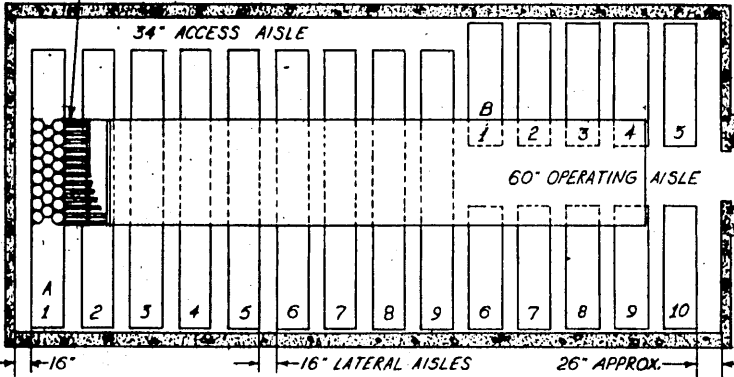 34" ACCESS AISLE
B
1 2 3 4 5
60" OPERATING AISLE
A
1 2 3 4 5 6 7 8 9 6 7 8 9 10
16" 16" LATERAL AISLES 26" APPROX.